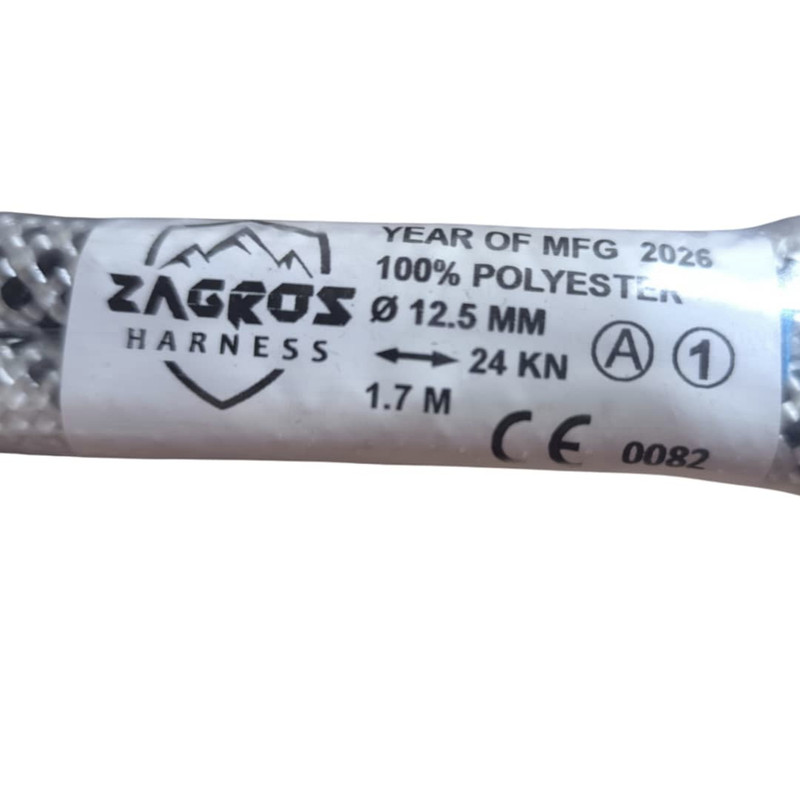 ZAGROS
HARNESS
YEAR OF MFG 2026
100% POLYESTER
Ø 12.5 MM
↔ 24 KN
1.7 M
A 1
CE 0082